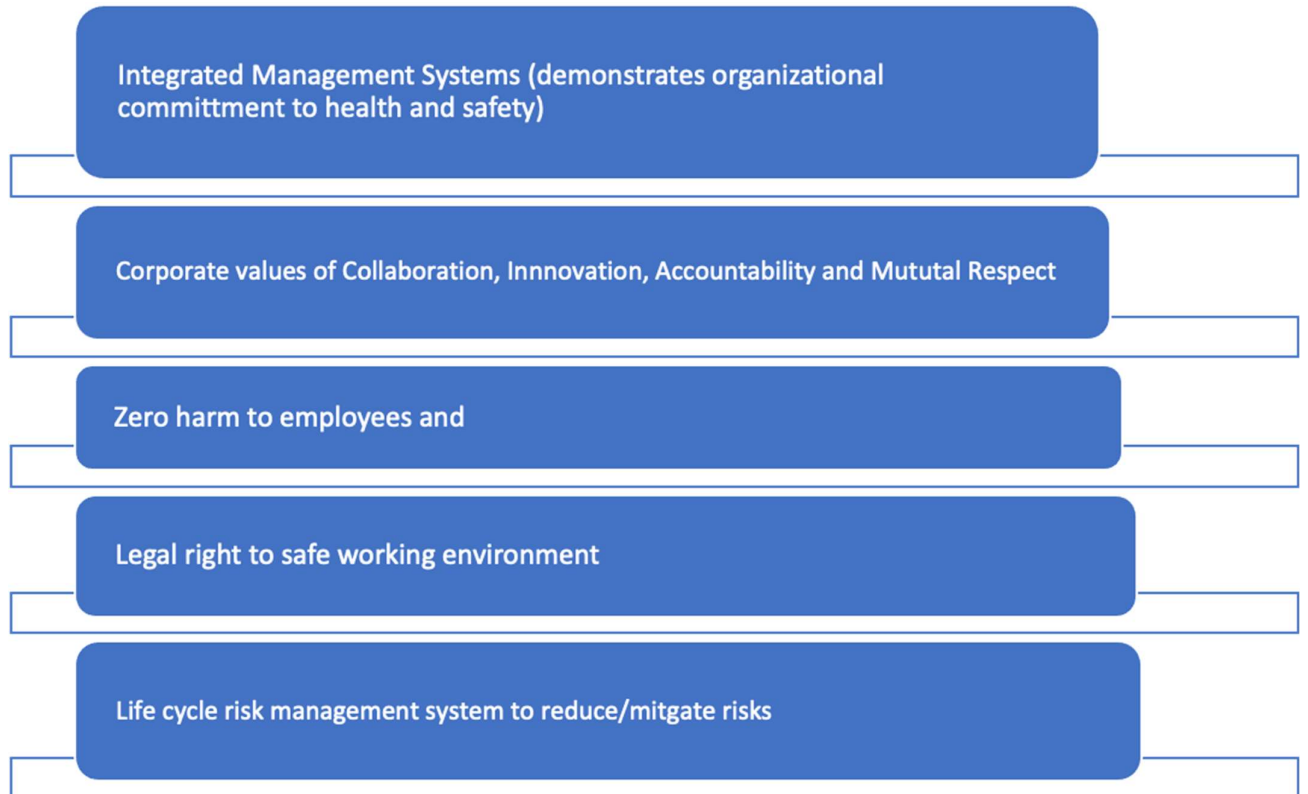 Integrated Management Systems (demonstrates organizational
committment to health and safety)
Corporate values of Collaboration, Innnovation, Accountability and Mututal Respect
Zero harm to employees and
Legal right to safe working environment
Life cycle risk management system to reduce/mitgate risks